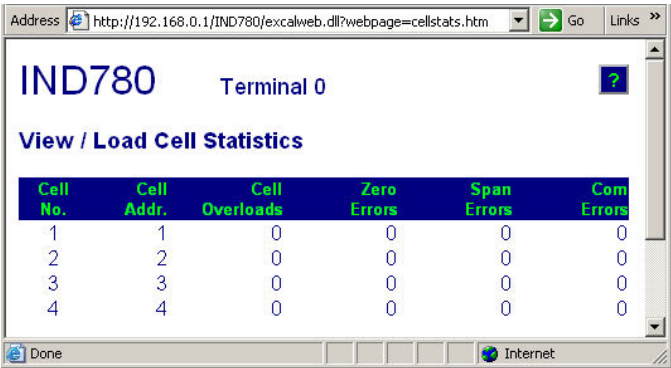 Address http://192.168.0.1/IND780/excalweb.dll?webpage=cellstats.htm Go Links »
IND780 Terminal 0 ?
View / Load Cell Statistics
Cell No. Cell Addr. Cell Overloads Zero Errors Span Errors Com Errors
1 1 0 0 0 0
2 2 0 0 0 0
3 3 0 0 0 0
4 4 0 0 0 0
Done Internet